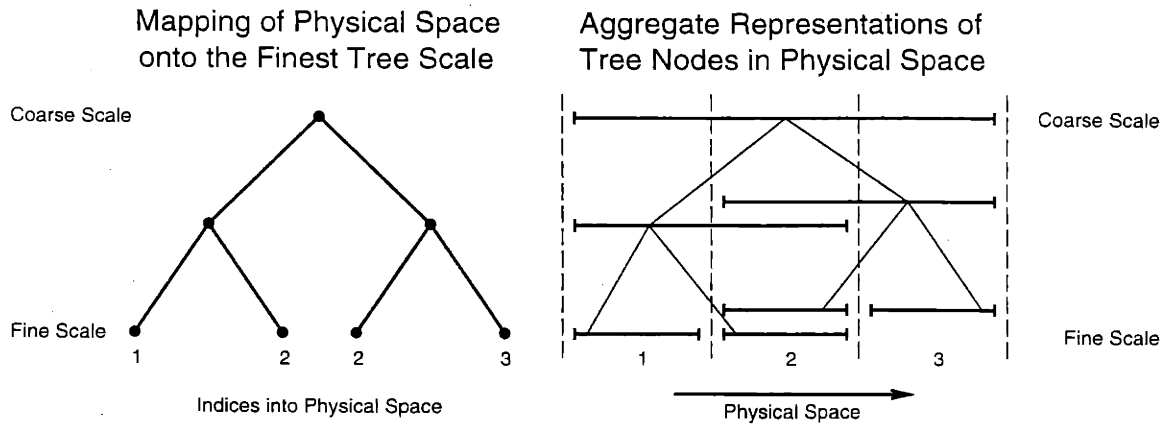 Mapping of Physical Space
onto the Finest Tree Scale
Coarse Scale
Fine Scale
1 2 2 3
Indices into Physical Space
Aggregate Representations of
Tree Nodes in Physical Space
Coarse Scale
Fine Scale
1 2 3
Physical Space